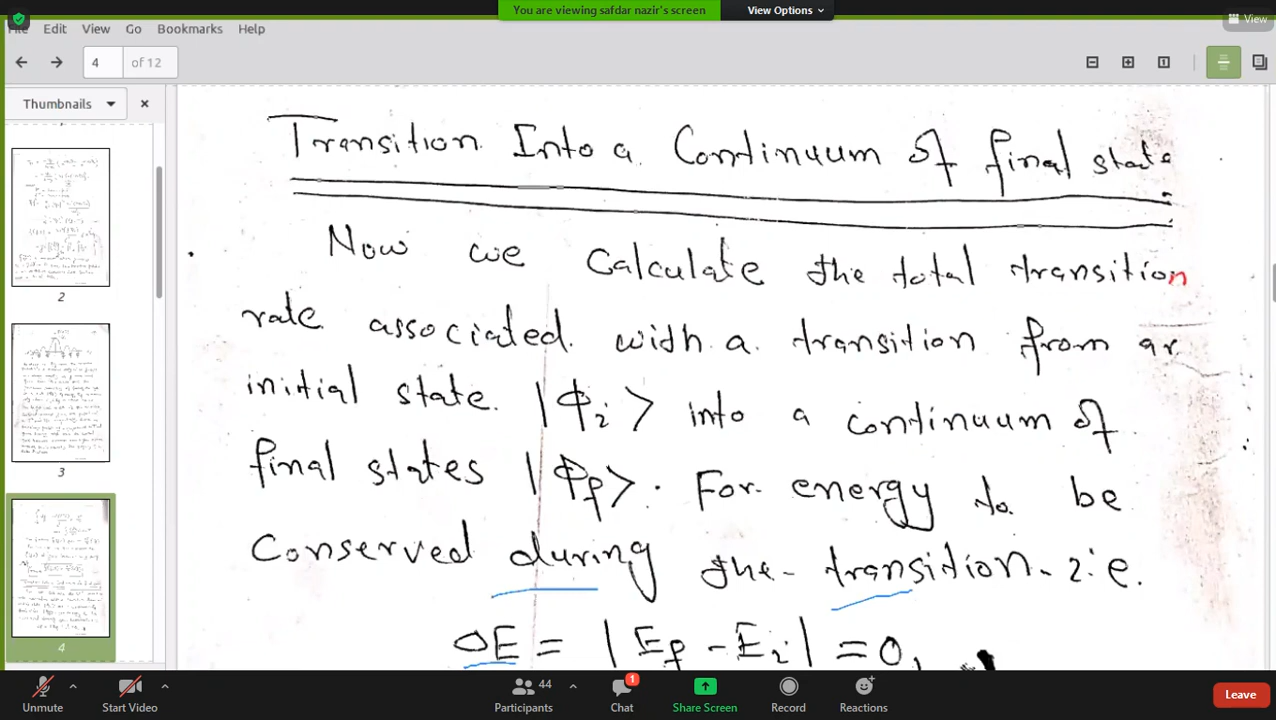 You are viewing safdar nazir's screen
View Options
View
File Edit View Go Bookmarks Help
4 of 12
Thumbnails
2
3
4
Transition Into a Continuum of final state
Now we Calculate the total transition
rate associated with a transition from an
initial state |Φi> into a continuum of
final states |Φf>. For energy to be
Conserved during the transition i.e.
ΔE = |Ef - Ei| = 0,
Unmute
Start Video
44
Participants
1
Chat
Share Screen
Record
Reactions
Leave